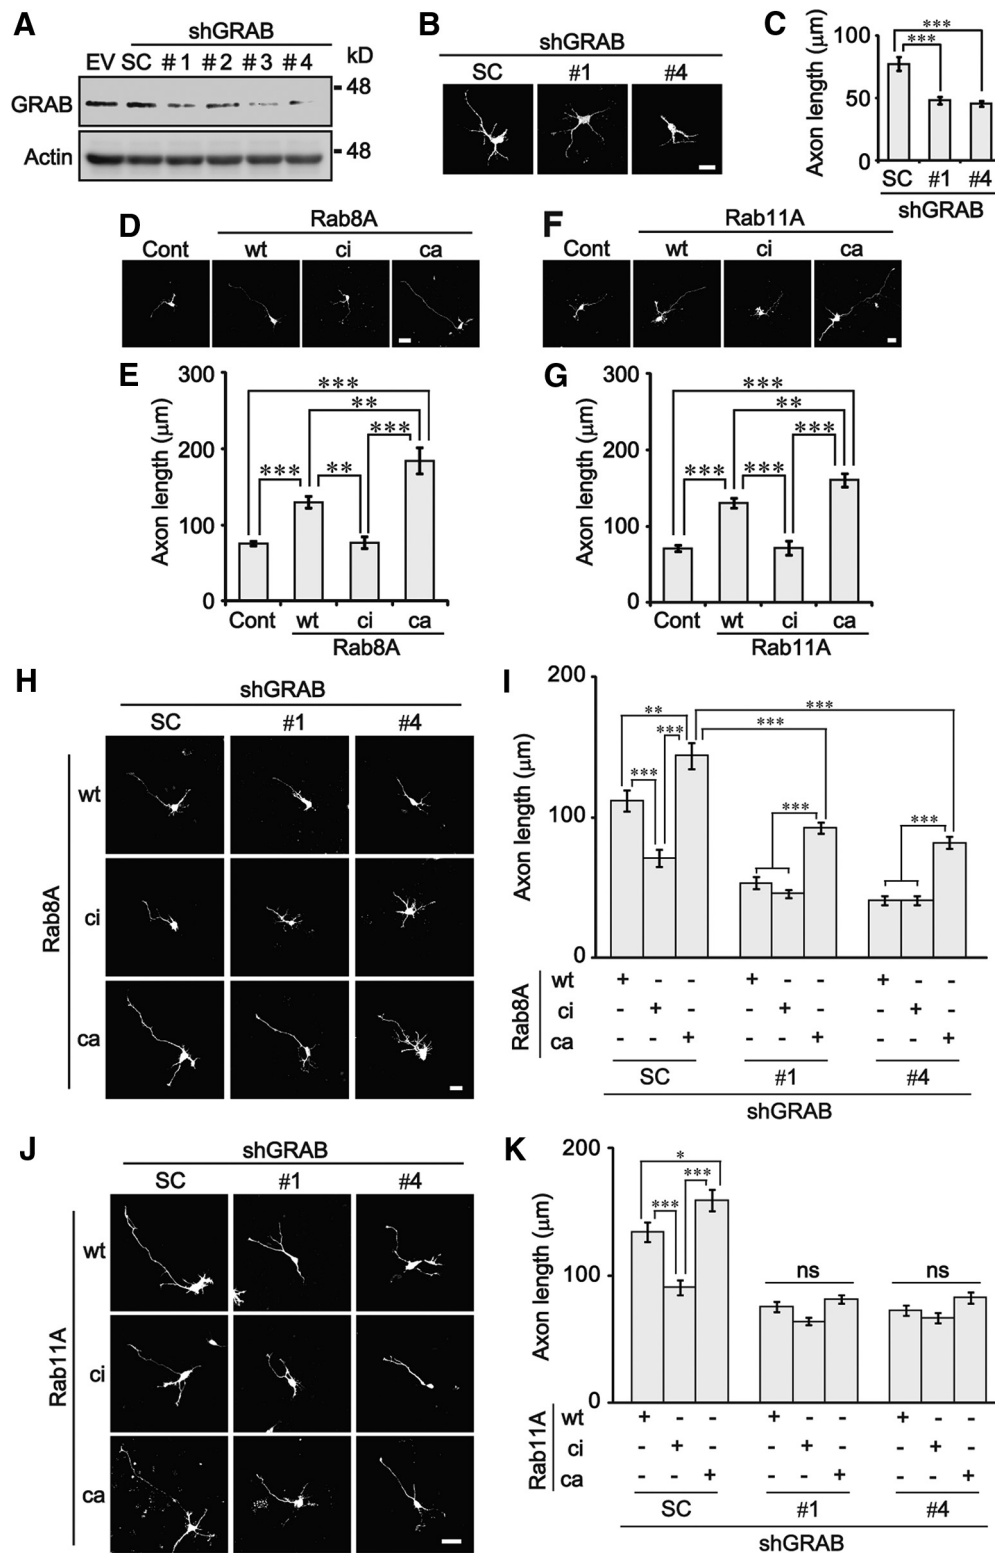 A
shGRAB
EV SC #1 #2 #3 #4 kD
GRAB
48
Actin
48
B
shGRAB
SC #1 #4
C
Axon length (μm)
100
50
0
***
***
SC #1 #4
shGRAB
D
Rab8A
Cont wt ci ca
F
Rab11A
Cont wt ci ca
E
Axon length (μm)
300
200
100
0
***
**
***
***
**
Cont wt ci ca
Rab8A
G
Axon length (μm)
300
200
100
0
***
**
***
***
***
Cont wt ci ca
Rab11A
H
shGRAB
SC #1 #4
Rab8A
wt
ci
ca
I
Axon length (μm)
200
100
0
**
***
***
***
***
***
***
Rab8A
wt + - - + - - + - -
ci - + - - + - - + -
ca - - + - - + - - +
SC #1 #4
shGRAB
J
shGRAB
SC #1 #4
Rab11A
wt
ci
ca
K
Axon length (μm)
200
100
0
*
***
***
ns
ns
Rab11A
wt + - - + - - + - -
ci - + - - + - - + -
ca - - + - - + - - +
SC #1 #4
shGRAB